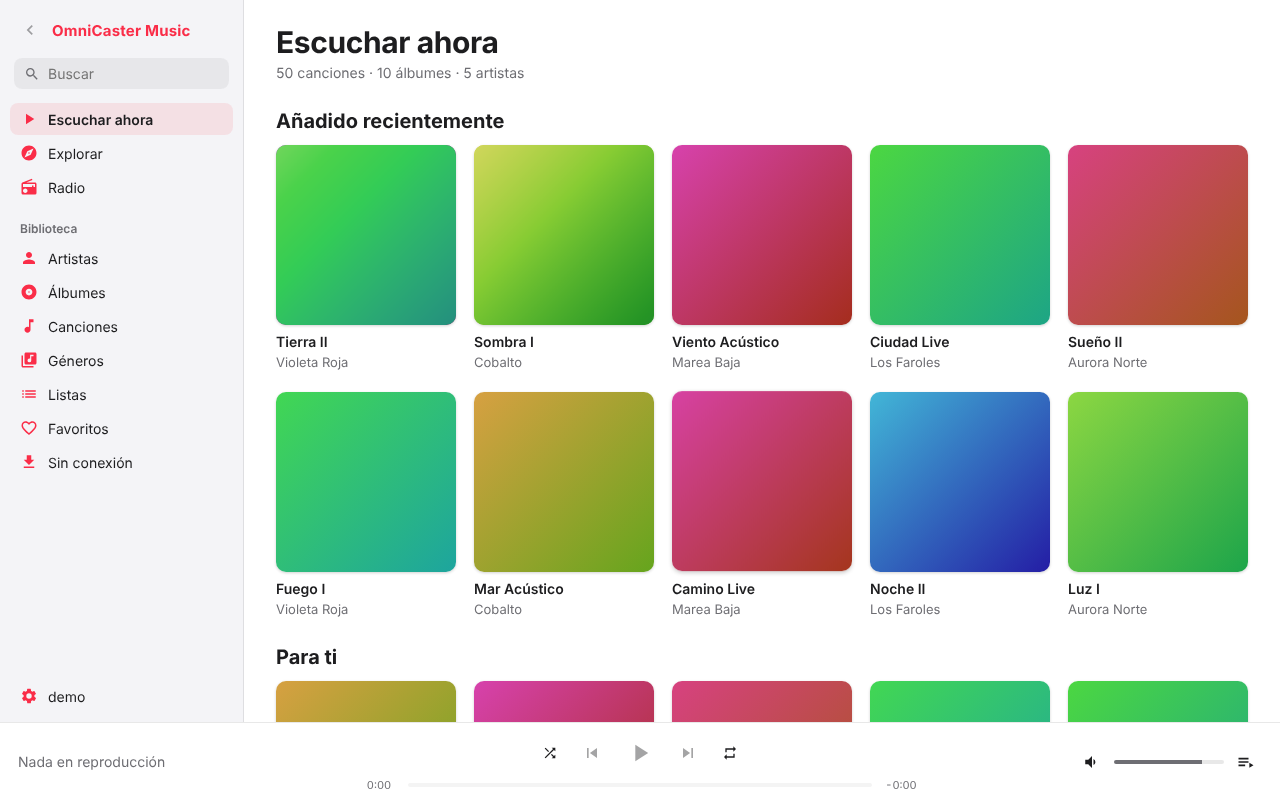 OmniCaster Music
Buscar
Escuchar ahora
Explorar
Radio
Biblioteca
Artistas
Álbumes
Canciones
Géneros
Listas
Favoritos
Sin conexión
demo
Escuchar ahora
50 canciones · 10 álbumes · 5 artistas
Añadido recientemente
Tierra II
Violeta Roja
Sombra I
Cobalto
Viento Acústico
Marea Baja
Ciudad Live
Los Faroles
Sueño II
Aurora Norte
Fuego I
Violeta Roja
Mar Acústico
Cobalto
Camino Live
Marea Baja
Noche II
Los Faroles
Luz I
Aurora Norte
Para ti
Nada en reproducción
0:00
-0:00